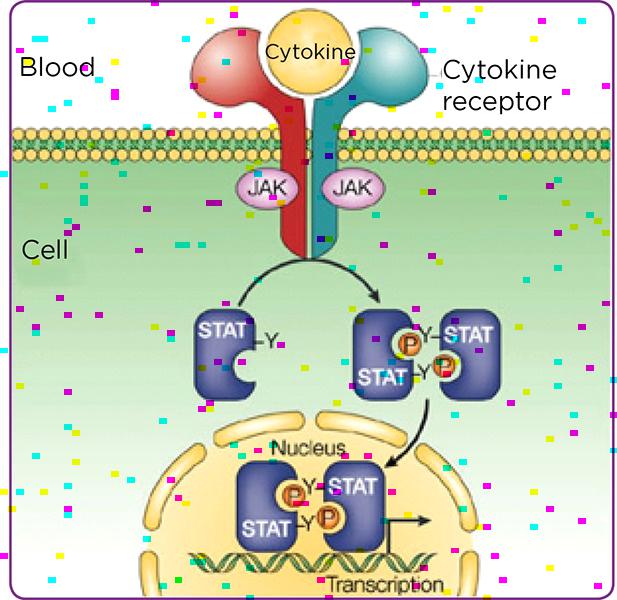 Cytokine
Blood
Cytokine
receptor
JAK
JAK
Cell
STAT
Y
P
Y
STAT
STAT
Y
P
Nucleus
P
Y
STAT
STAT
Y
P
Transcription